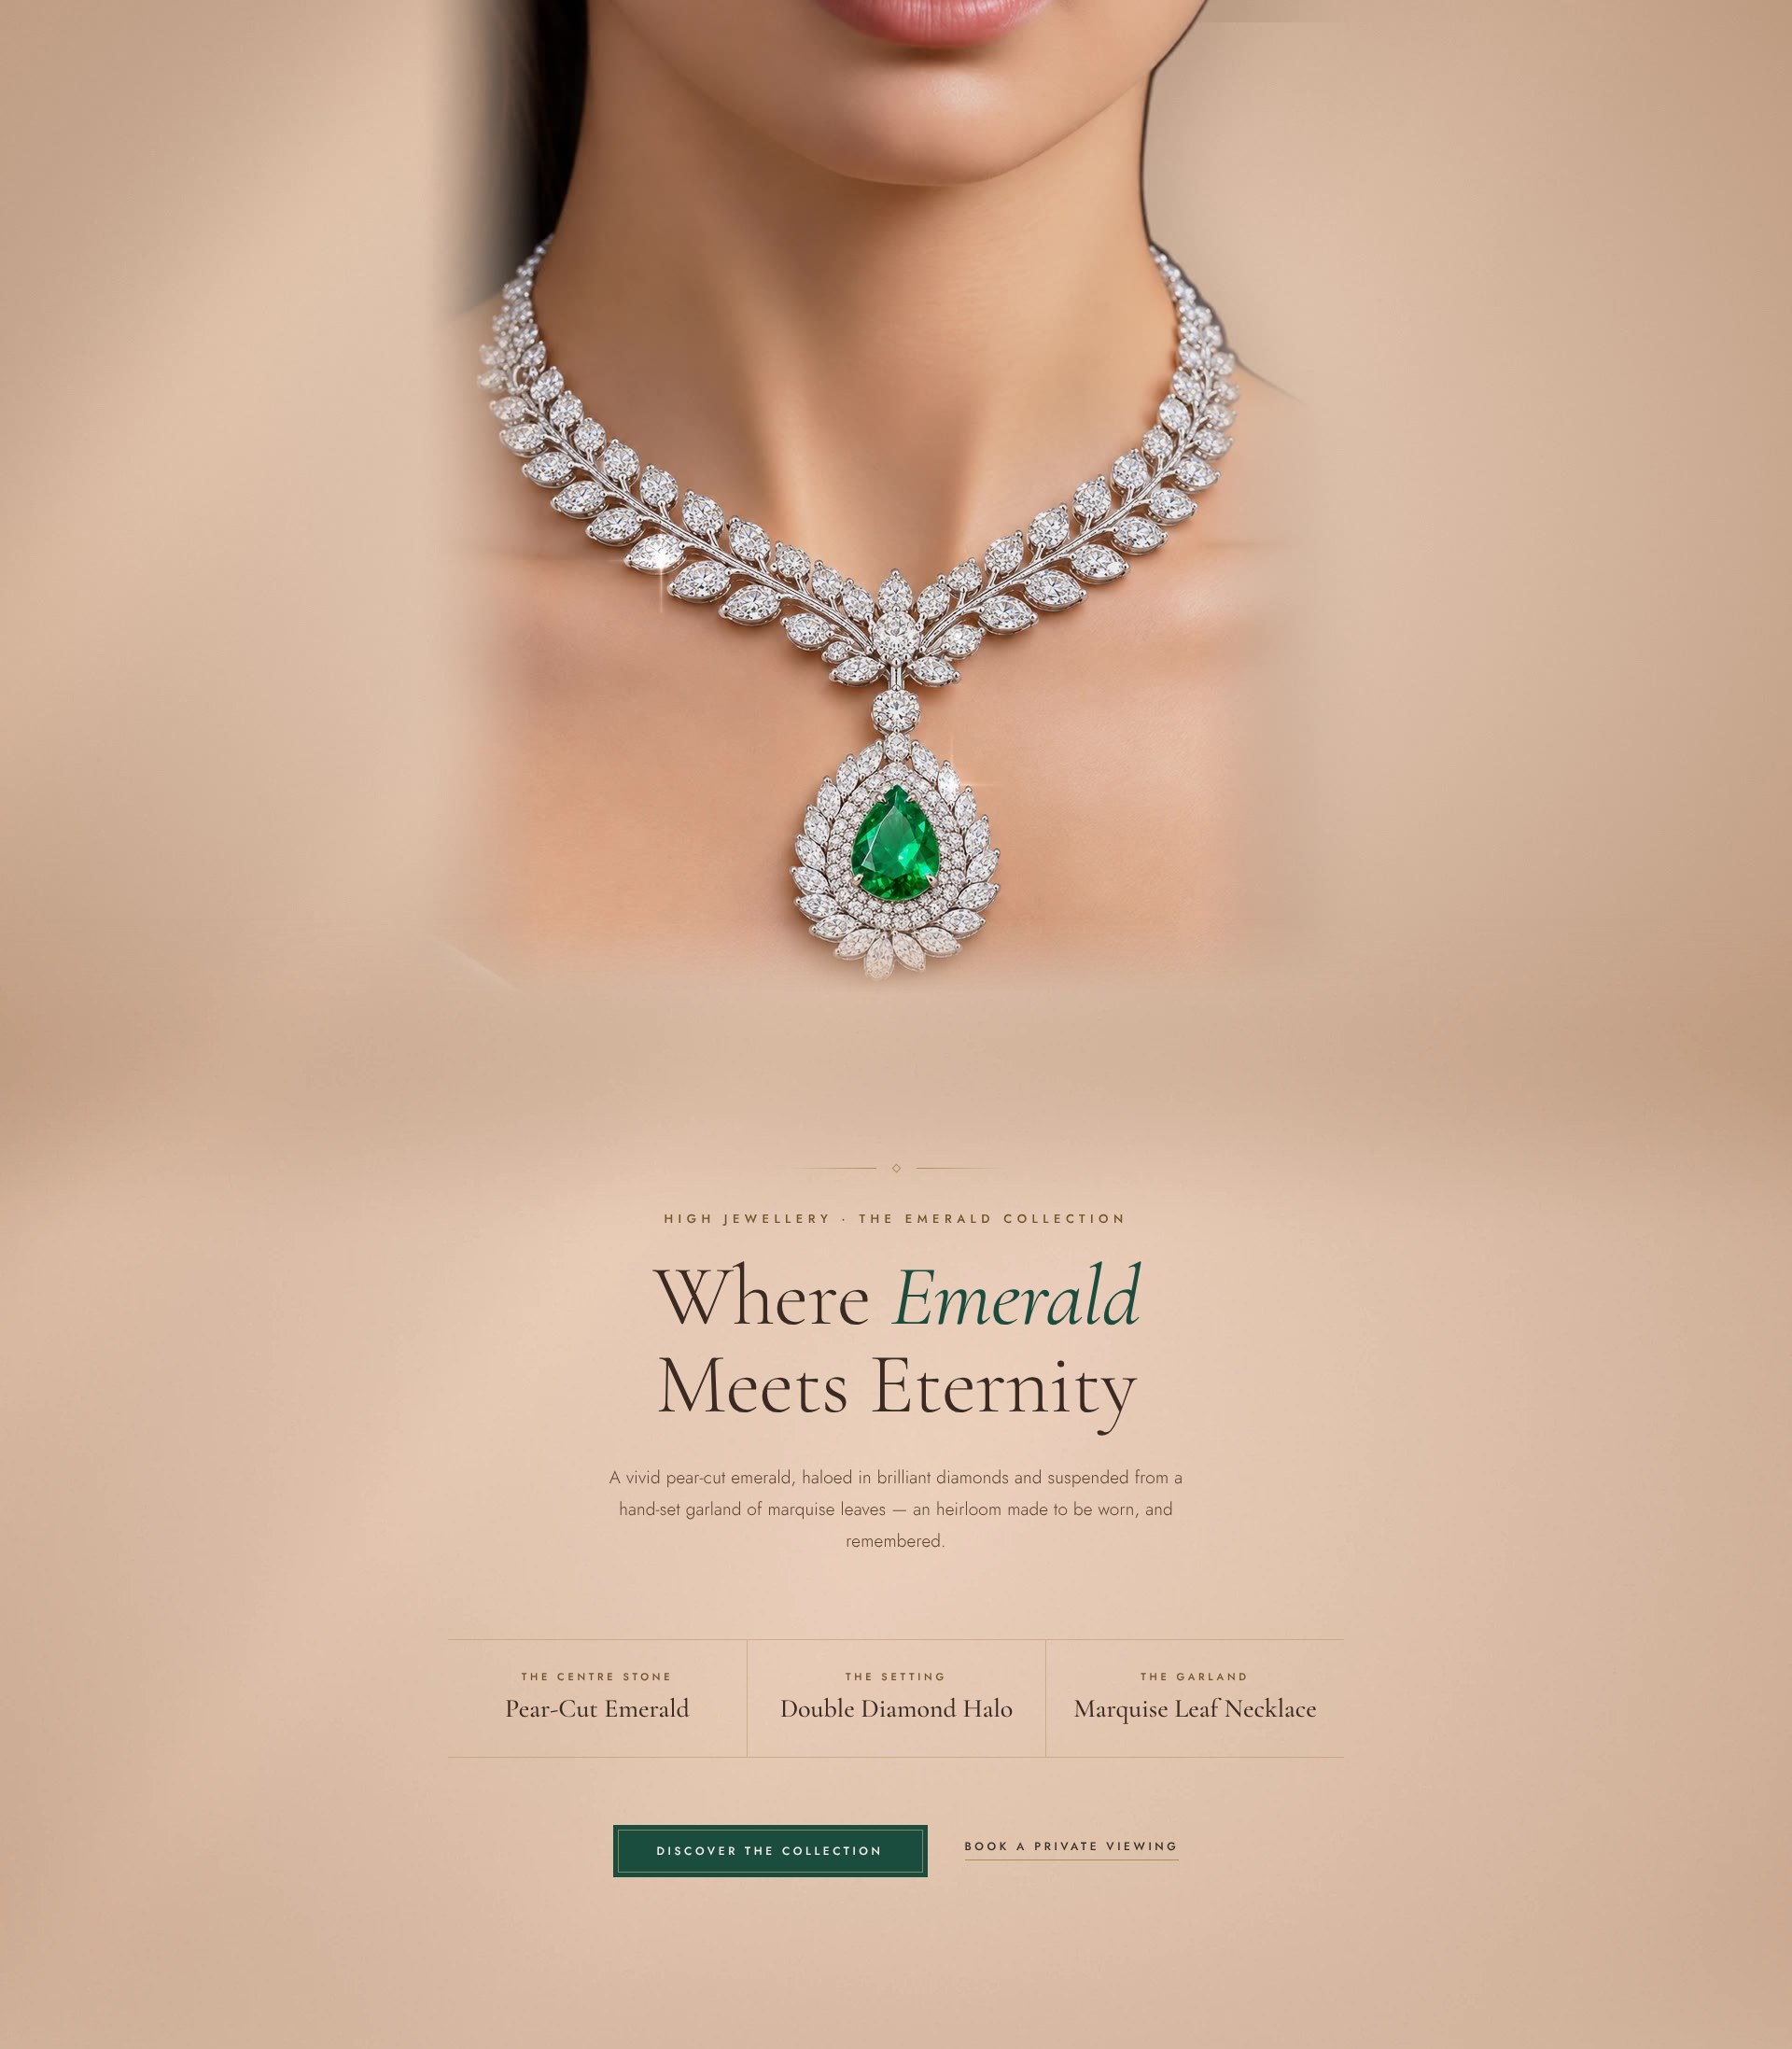 HIGH JEWELLERY · THE EMERALD COLLECTION
Where Emerald
Meets Eternity
A vivid pear-cut emerald, haloed in brilliant diamonds and suspended from a
hand-set garland of marquise leaves — an heirloom made to be worn, and
remembered.
THE CENTRE STONE
Pear-Cut Emerald
THE SETTING
Double Diamond Halo
THE GARLAND
Marquise Leaf Necklace
DISCOVER THE COLLECTION
BOOK A PRIVATE VIEWING